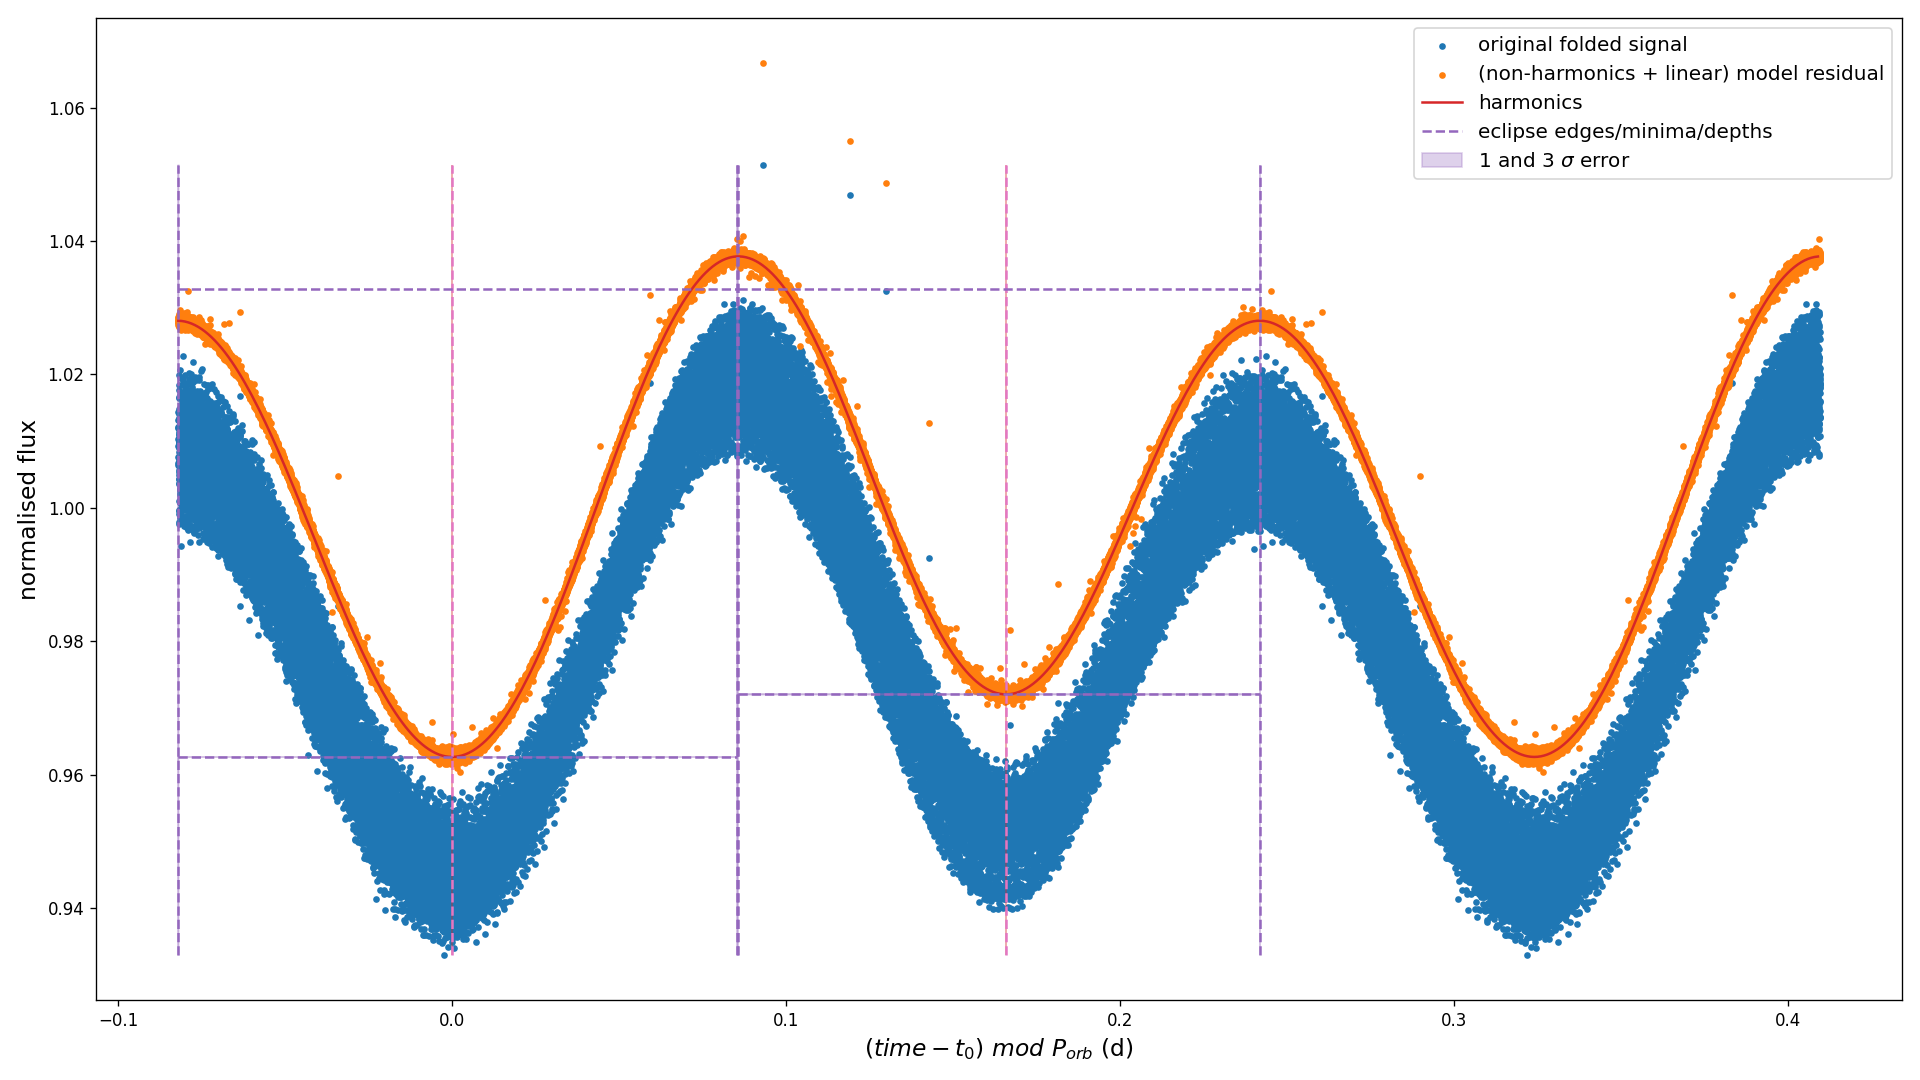 original folded signal
(non-harmonics + linear) model residual
harmonics
eclipse edges/minima/depths
1 and 3 σ error
normalised flux
1.06
1.04
1.02
1.00
0.98
0.96
0.94
−0.1
0.0
0.1
0.2
0.3
0.4
(time − t₀) mod P_orb (d)